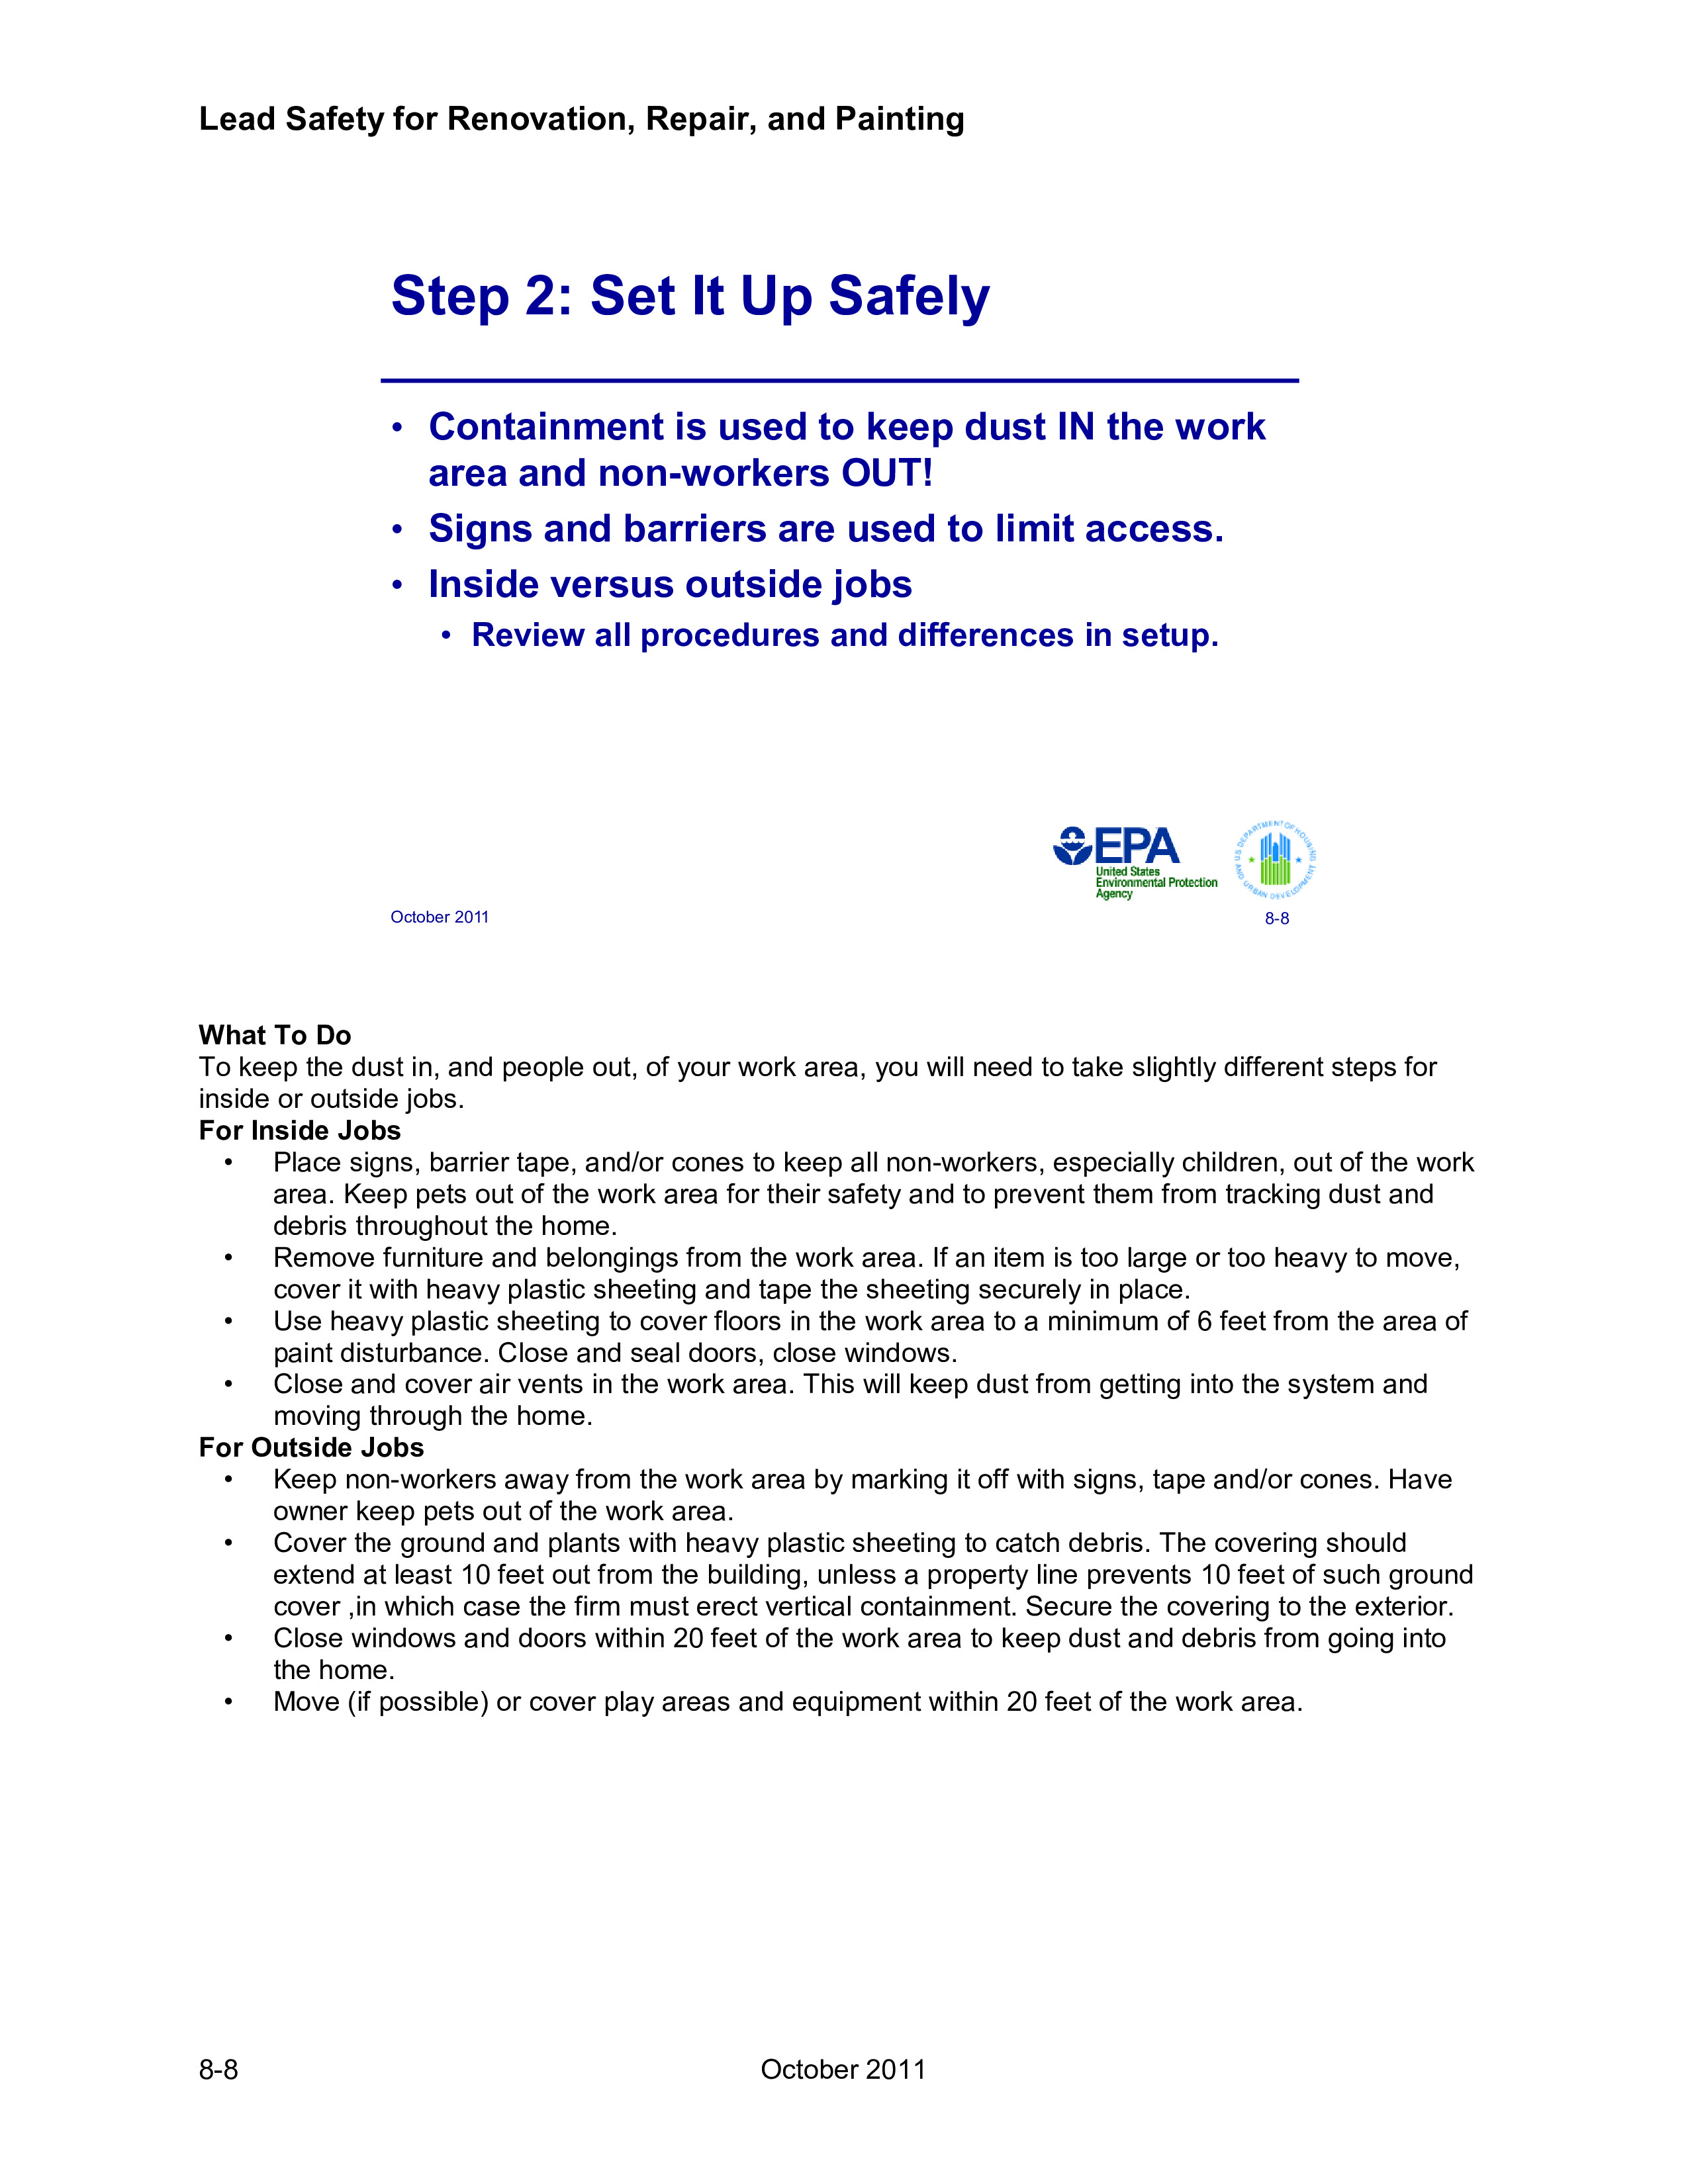 Lead Safety for Renovation, Repair, and Painting
Step 2: Set It Up Safely
• Containment is used to keep dust IN the work
area and non-workers OUT!
• Signs and barriers are used to limit access.
• Inside versus outside jobs
• Review all procedures and differences in setup.
EPA
United States
Environmental Protection
Agency
U.S. DEPARTMENT OF HOUSING AND URBAN DEVELOPMENT
October 2011
8-8
What To Do
To keep the dust in, and people out, of your work area, you will need to take slightly different steps for
inside or outside jobs.
For Inside Jobs
• Place signs, barrier tape, and/or cones to keep all non-workers, especially children, out of the work
area. Keep pets out of the work area for their safety and to prevent them from tracking dust and
debris throughout the home.
• Remove furniture and belongings from the work area. If an item is too large or too heavy to move,
cover it with heavy plastic sheeting and tape the sheeting securely in place.
• Use heavy plastic sheeting to cover floors in the work area to a minimum of 6 feet from the area of
paint disturbance. Close and seal doors, close windows.
• Close and cover air vents in the work area. This will keep dust from getting into the system and
moving through the home.
For Outside Jobs
• Keep non-workers away from the work area by marking it off with signs, tape and/or cones. Have
owner keep pets out of the work area.
• Cover the ground and plants with heavy plastic sheeting to catch debris. The covering should
extend at least 10 feet out from the building, unless a property line prevents 10 feet of such ground
cover ,in which case the firm must erect vertical containment. Secure the covering to the exterior.
• Close windows and doors within 20 feet of the work area to keep dust and debris from going into
the home.
• Move (if possible) or cover play areas and equipment within 20 feet of the work area.
8-8
October 2011